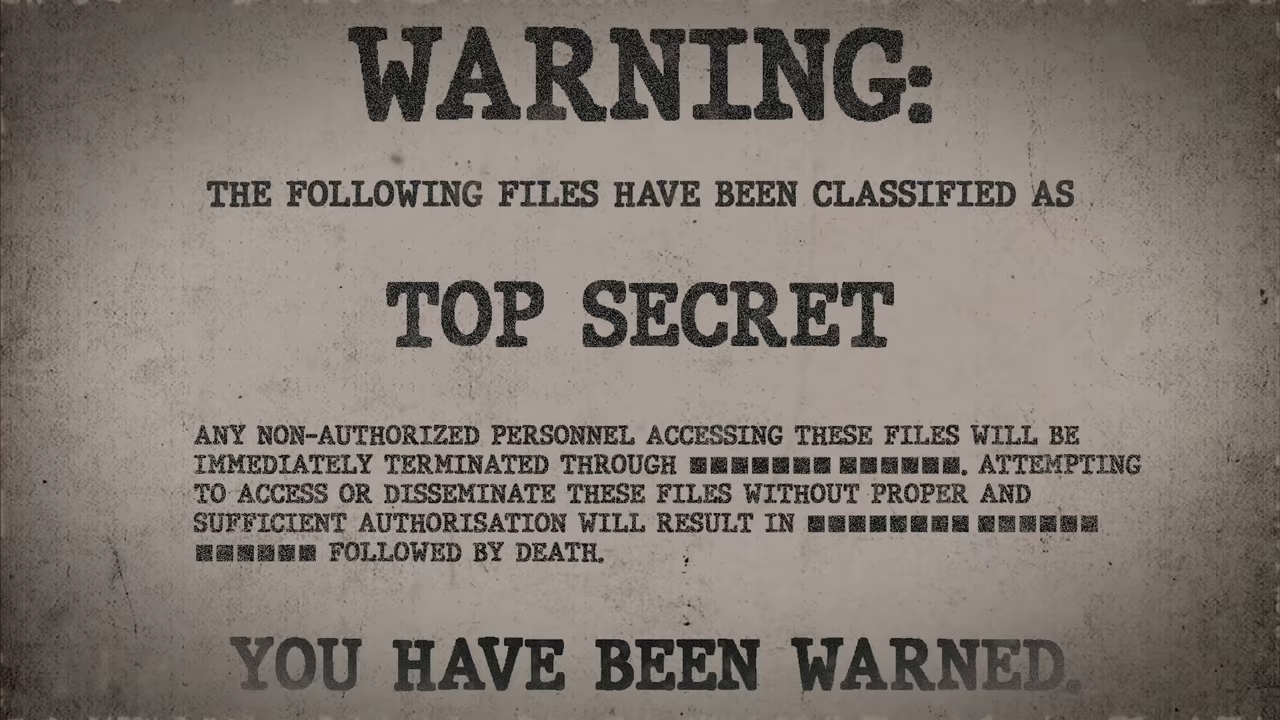 WARNING:
THE FOLLOWING FILES HAVE BEEN CLASSIFIED AS
TOP SECRET
ANY NON-AUTHORIZED PERSONNEL ACCESSING THESE FILES WILL BE
IMMEDIATELY TERMINATED THROUGH ■■■■■■■ ■■■■■■. ATTEMPTING
TO ACCESS OR DISSEMINATE THESE FILES WITHOUT PROPER AND
SUFFICIENT AUTHORISATION WILL RESULT IN ■■■■■■■■ ■■■■■■
■■■■■■ FOLLOWED BY DEATH.
YOU HAVE BEEN WARNED.